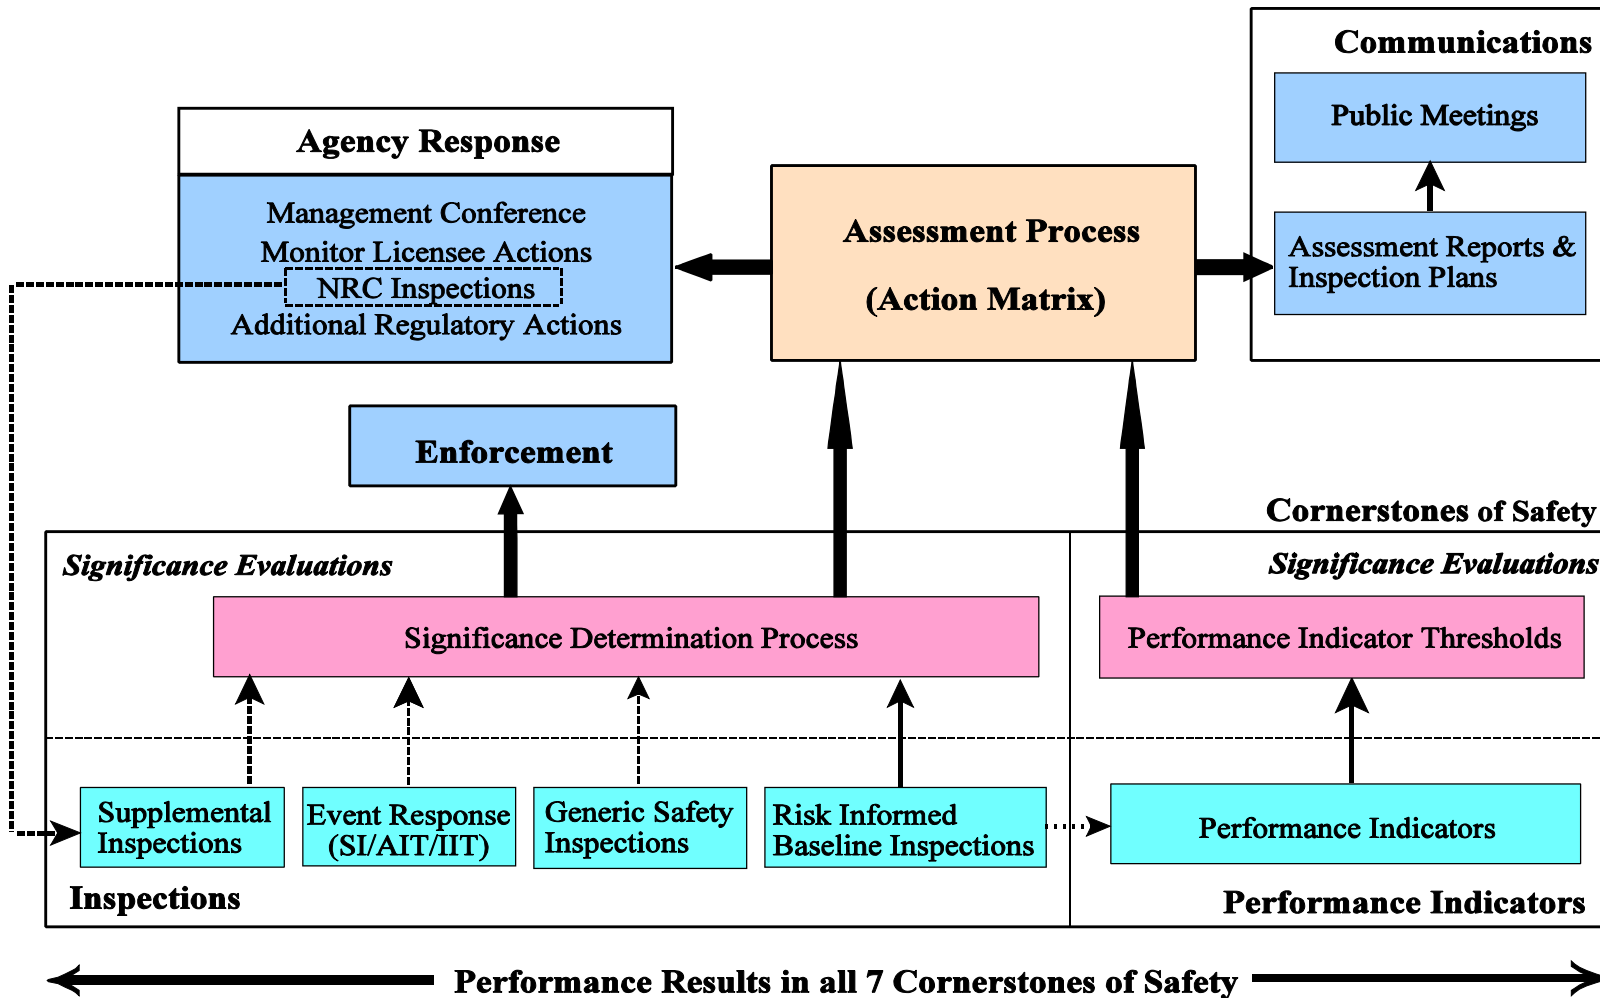 Communications
Public Meetings
Assessment Reports &
Inspection Plans
Agency Response
Management Conference
Monitor Licensee Actions
NRC Inspections
Additional Regulatory Actions
Assessment Process
(Action Matrix)
Enforcement
Cornerstones of Safety
Significance Evaluations
Significance Evaluations
Significance Determination Process
Performance Indicator Thresholds
Supplemental
Inspections
Event Response
(SI/AIT/IIT)
Generic Safety
Inspections
Risk Informed
Baseline Inspections
Performance Indicators
Inspections
Performance Indicators
Performance Results in all 7 Cornerstones of Safety